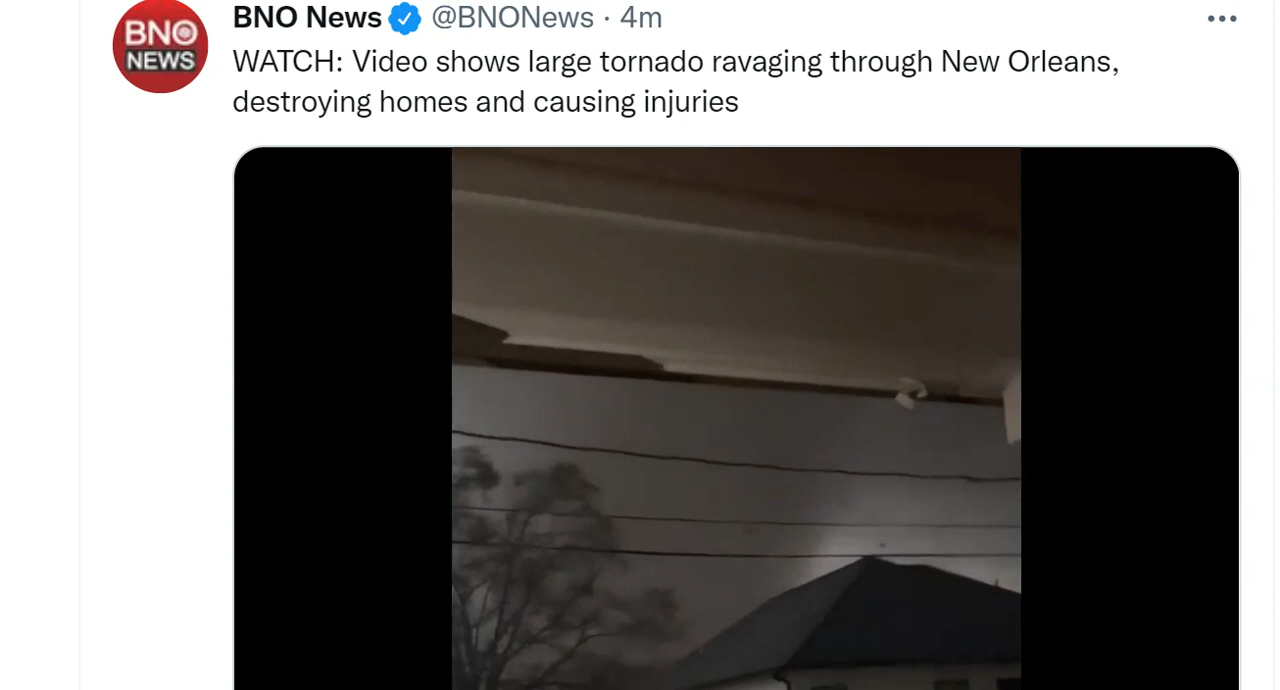 BNO News @BNONews · 4m
WATCH: Video shows large tornado ravaging through New Orleans,
destroying homes and causing injuries
BNO
NEWS